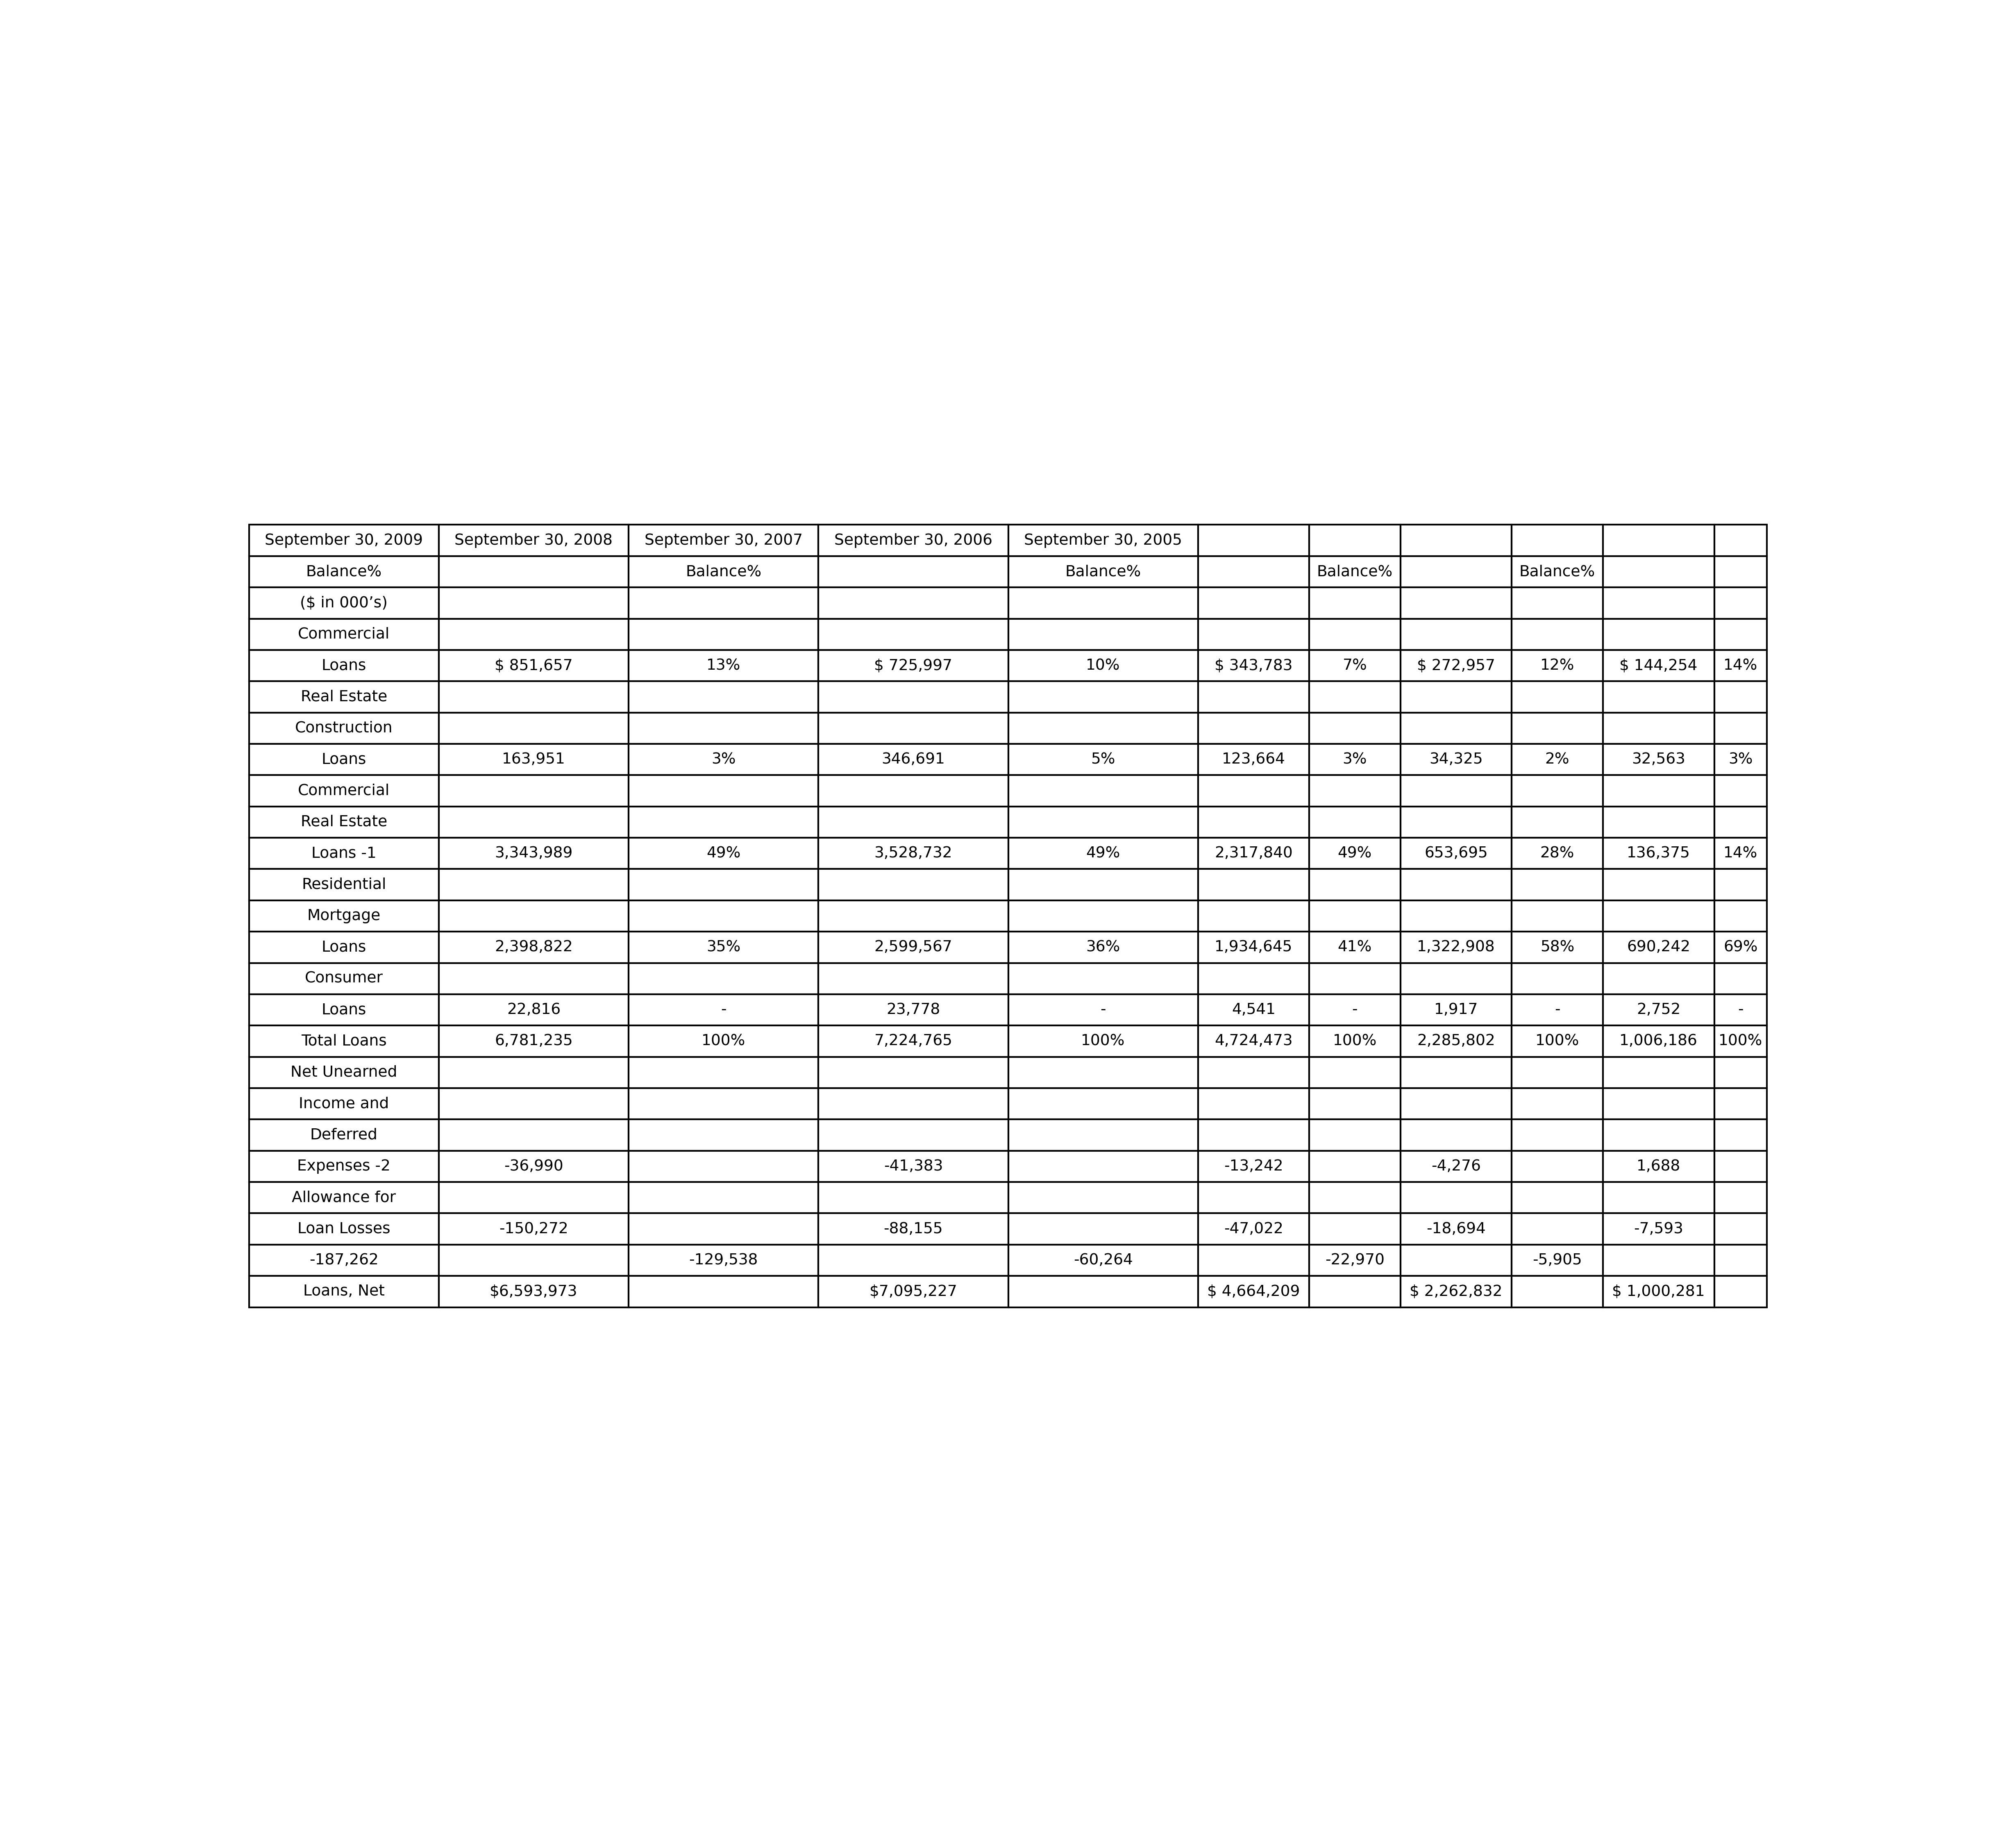 September 30, 2009 September 30, 2008 September 30, 2007 September 30, 2006 September 30, 2005
Balance% Balance% Balance% Balance% Balance%
($ in 000’s)
Commercial
Loans $ 851,657 13% $ 725,997 10% $ 343,783 7% $ 272,957 12% $ 144,254 14%
Real Estate
Construction
Loans 163,951 3% 346,691 5% 123,664 3% 34,325 2% 32,563 3%
Commercial
Real Estate
Loans -1 3,343,989 49% 3,528,732 49% 2,317,840 49% 653,695 28% 136,375 14%
Residential
Mortgage
Loans 2,398,822 35% 2,599,567 36% 1,934,645 41% 1,322,908 58% 690,242 69%
Consumer
Loans 22,816 - 23,778 - 4,541 - 1,917 - 2,752 -
Total Loans 6,781,235 100% 7,224,765 100% 4,724,473 100% 2,285,802 100% 1,006,186 100%
Net Unearned
Income and
Deferred
Expenses -2 -36,990 -41,383 -13,242 -4,276 1,688
Allowance for
Loan Losses -150,272 -88,155 -47,022 -18,694 -7,593
-187,262 -129,538 -60,264 -22,970 -5,905
Loans, Net $6,593,973 $7,095,227 $ 4,664,209 $ 2,262,832 $ 1,000,281